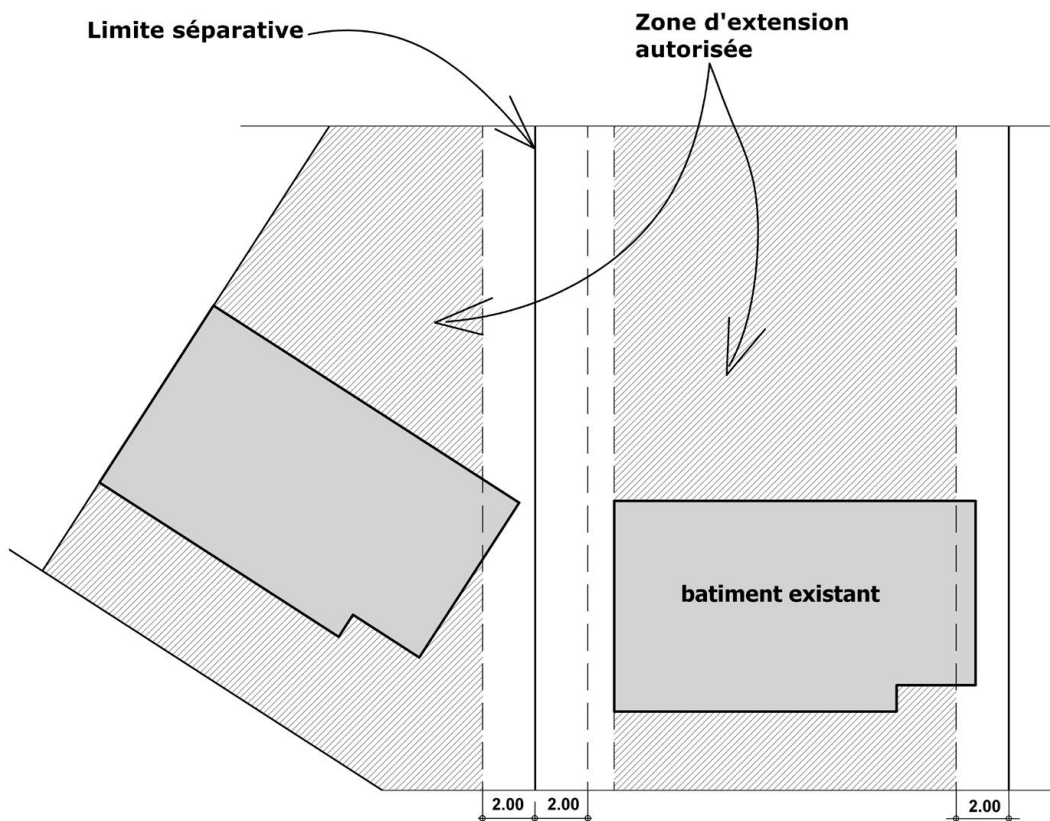 Limite séparative
Zone d'extension
autorisée
batiment existant
2.00 2.00 2.00